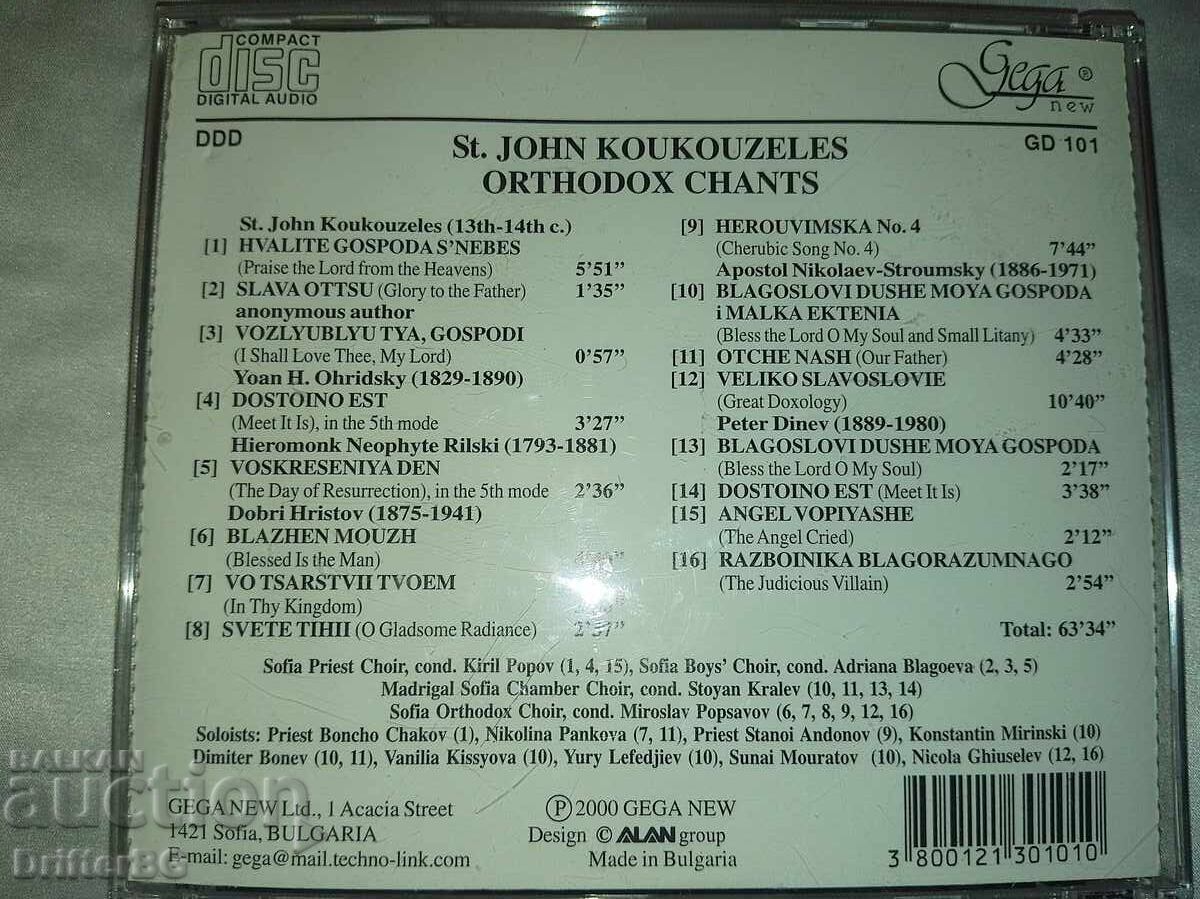 COMPACT
disc
DIGITAL AUDIO
Gega ®
new
DDD
St. JOHN KOUKOUZELES
ORTHODOX CHANTS
GD 101
St. John Koukouzeles (13th-14th c.)
[1] HVALITE GOSPODA S’NEBES
(Praise the Lord from the Heavens) 5’51”
[2] SLAVA OTTSU (Glory to the Father) 1’35”
anonymous author
[3] VOZLYUBLYU TYA, GOSPODI
(I Shall Love Thee, My Lord) 0’57”
Yoan H. Ohridsky (1829-1890)
[4] DOSTOINO EST
(Meet It Is), in the 5th mode 3’27”
Hieromonk Neophyte Rilski (1793-1881)
[5] VOSKRESENIYA DEN
(The Day of Resurrection), in the 5th mode 2’36”
Dobri Hristov (1875-1941)
[6] BLAZHEN MOUZH
(Blessed Is the Man)
[7] VO TSARSTVII TVOEM
(In Thy Kingdom)
[8] SVETE TIHII (O Gladsome Radiance) 2’37”
[9] HEROUVIMSKA No. 4
(Cherubic Song No. 4) 7’44”
Apostol Nikolaev-Stroumsky (1886-1971)
[10] BLAGOSLOVI DUSHE MOYA GOSPODA
i MALKA EKTENIA
(Bless the Lord O My Soul and Small Litany) 4’33”
[11] OTCHE NASH (Our Father) 4’28”
[12] VELIKO SLAVOSLOVIE
(Great Doxology) 10’40”
Peter Dinev (1889-1980)
[13] BLAGOSLOVI DUSHE MOYA GOSPODA
(Bless the Lord O My Soul) 2’17”
[14] DOSTOINO EST (Meet It Is) 3’38”
[15] ANGEL VOPIYASHE
(The Angel Cried) 2’12”
[16] RAZBOINIKA BLAGORAZUMNAGO
(The Judicious Villain) 2’54”
Total: 63’34”
Sofia Priest Choir, cond. Kiril Popov (1, 4, 15), Sofia Boys’ Choir, cond. Adriana Blagoeva (2, 3, 5)
Madrigal Sofia Chamber Choir, cond. Stoyan Kralev (10, 11, 13, 14)
Sofia Orthodox Choir, cond. Miroslav Popsavov (6, 7, 8, 9, 12, 16)
Soloists: Priest Boncho Chakov (1), Nikolina Pankova (7, 11), Priest Stanoi Andonov (9), Konstantin Mirinski (10)
Dimiter Bonev (10, 11), Vanilia Kissyova (10), Yury Lefedjiev (10), Sunai Mouratov (10), Nicola Ghiuselev (12, 16)
GEGA NEW Ltd., 1 Acacia Street
1421 Sofia, BULGARIA
E-mail: gega@mail.techno-link.com
Ⓟ 2000 GEGA NEW
Design © ALAN group
Made in Bulgaria
3 800121 301010
BALKAN
auction
DrifterBG